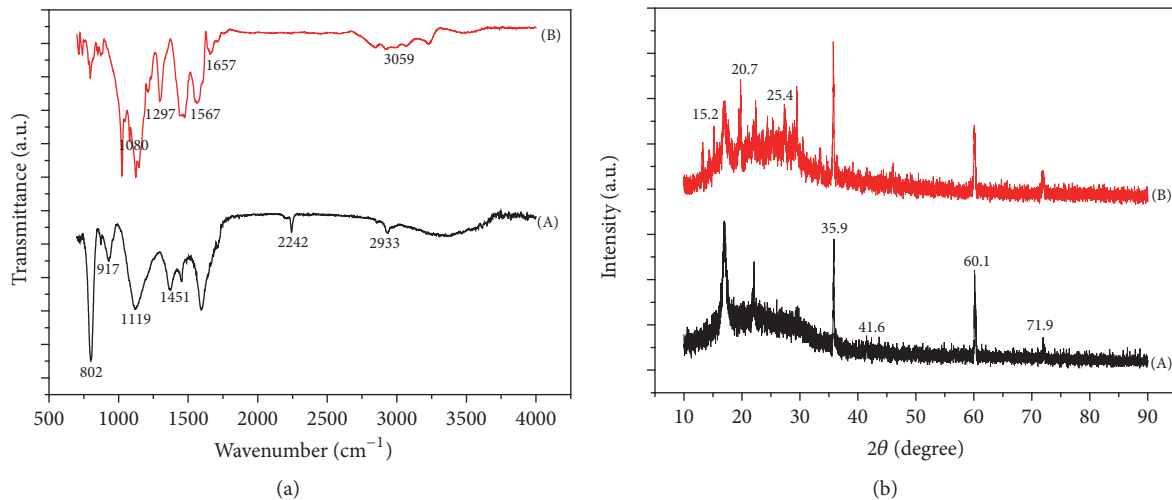 (B)
1657
3059
1297
1567
1080
(A)
2242
2933
917
1451
1119
802
Transmittance (a.u.)
500 1000 1500 2000 2500 3000 3500 4000
Wavenumber (cm−1)
(a)
20.7
25.4
15.2
(B)
35.9
60.1
41.6
71.9
(A)
Intensity (a.u.)
10 20 30 40 50 60 70 80 90
2θ (degree)
(b)